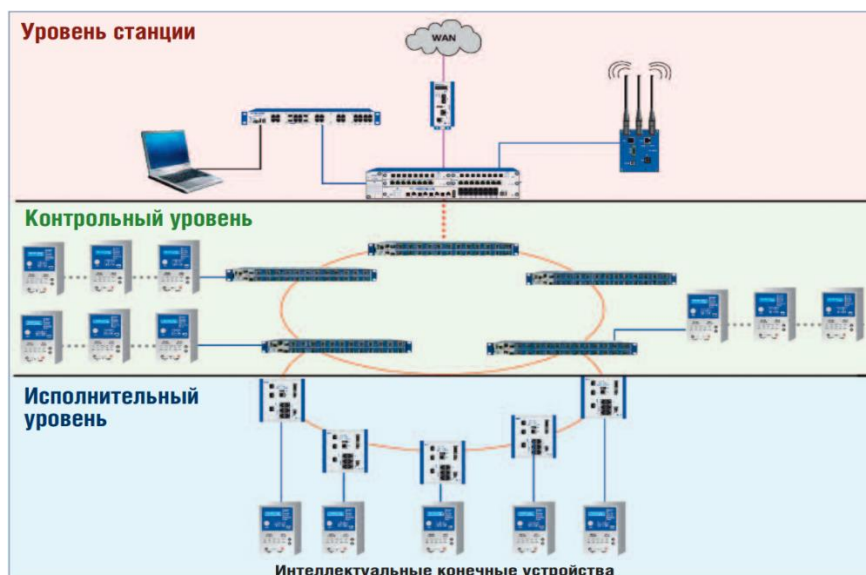 Уровень станции
WAN
Контрольный уровень
Исполнительный
уровень
Интеллектуальные конечные устройства